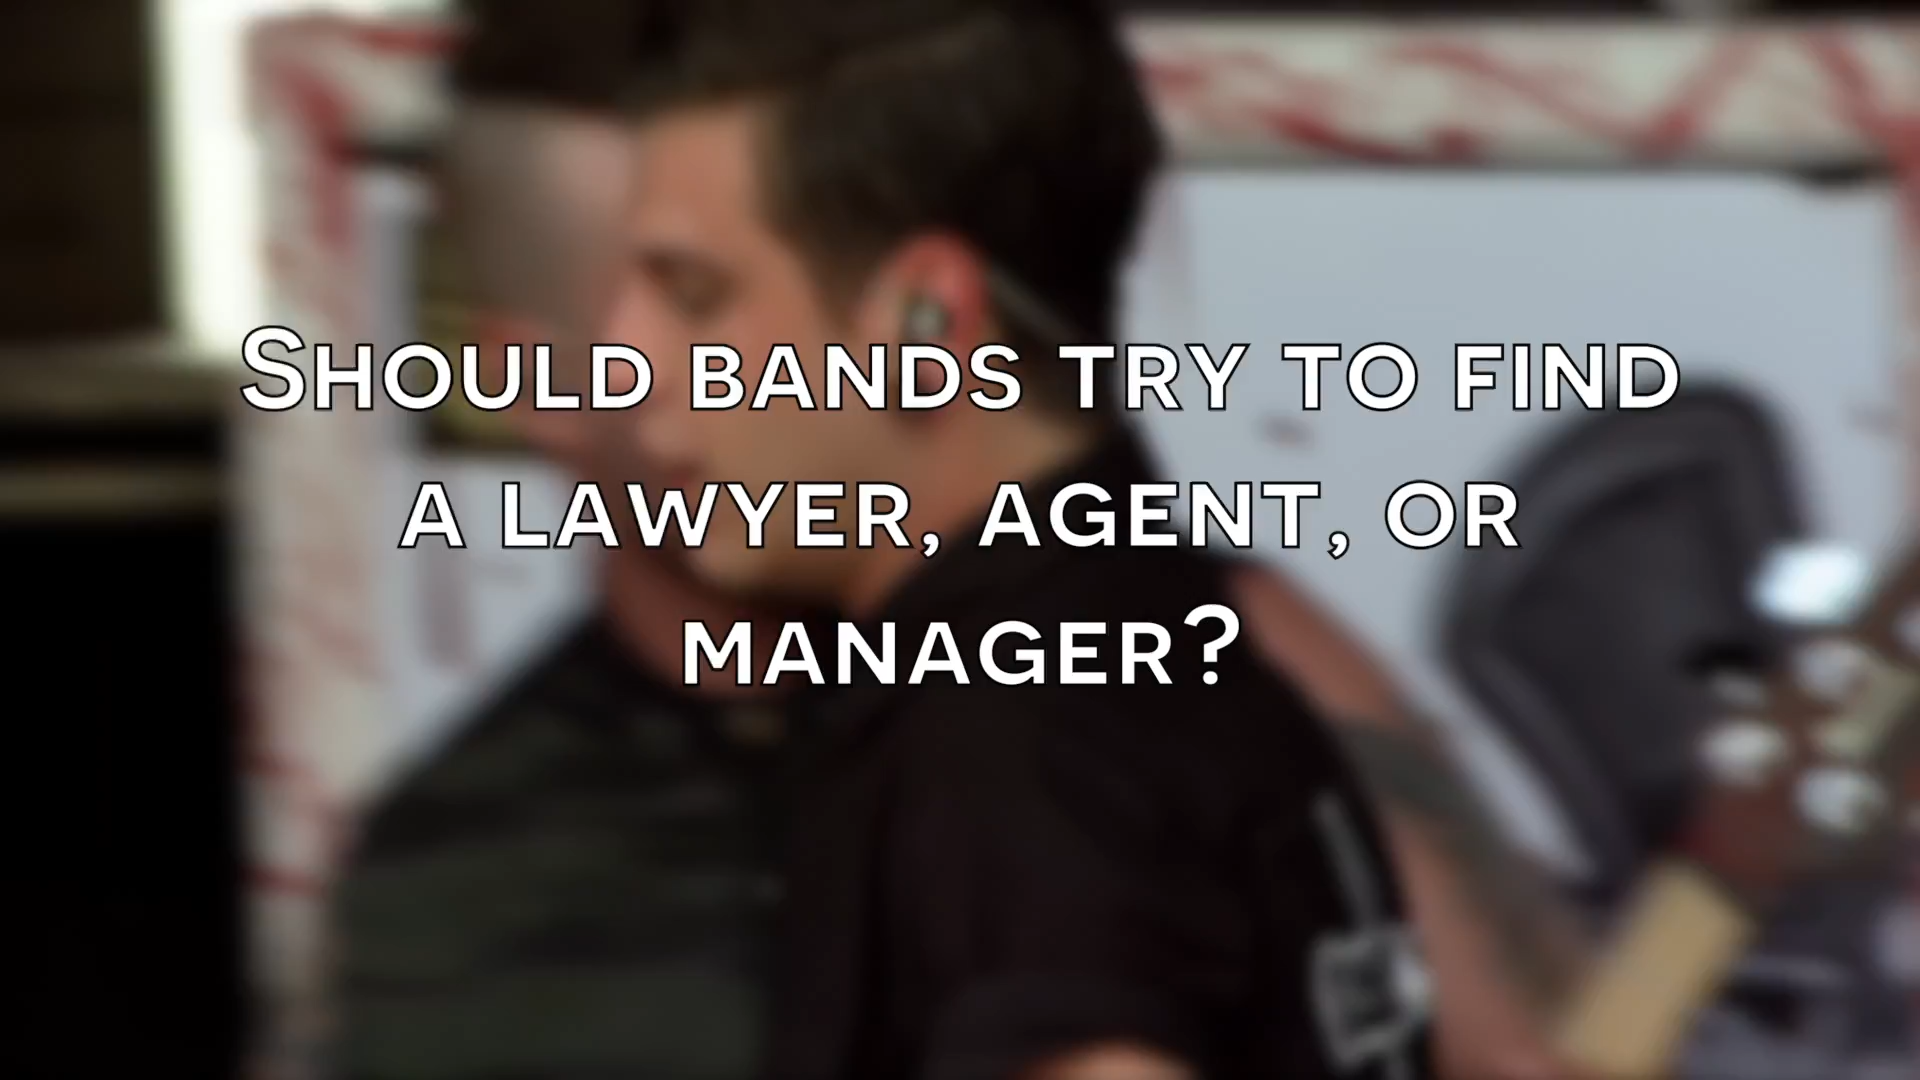 Should bands try to find
a lawyer, agent, or
manager?